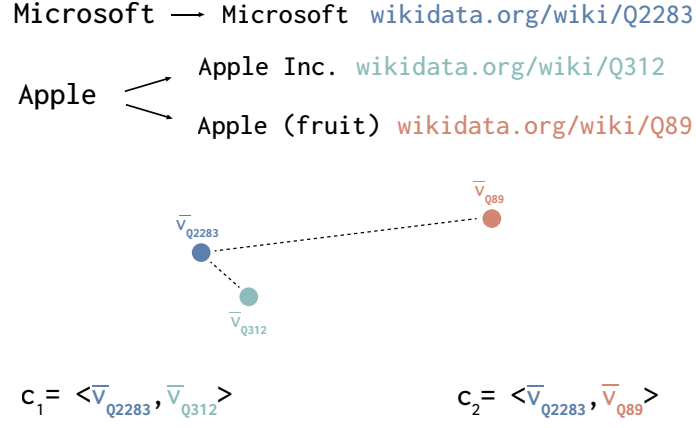 Microsoft → Microsoft wikidata.org/wiki/Q2283
Apple Inc. wikidata.org/wiki/Q312
Apple
Apple (fruit) wikidata.org/wiki/Q89
v̅Q89
v̅Q2283
v̅Q312
c1= <v̅Q2283,v̅Q312> c2= <v̅Q2283,v̅Q89>